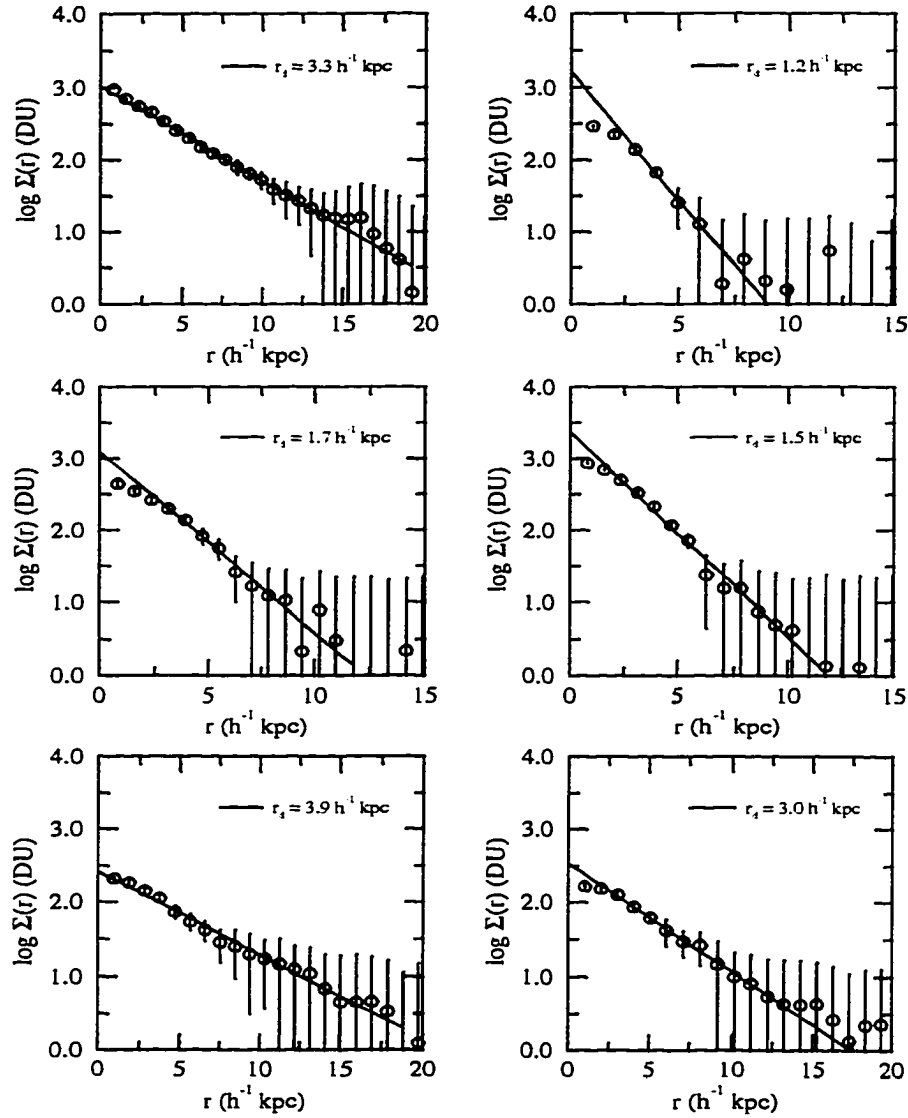 4.0
3.0
2.0
1.0
0.0
log Σ(r) (DU)
r_d = 3.3 h⁻¹ kpc
0 5 10 15 20
r (h⁻¹ kpc)
4.0
3.0
2.0
1.0
0.0
log Σ(r) (DU)
r_d = 1.2 h⁻¹ kpc
0 5 10 15
r (h⁻¹ kpc)
4.0
3.0
2.0
1.0
0.0
log Σ(r) (DU)
r_d = 1.7 h⁻¹ kpc
0 5 10 15
r (h⁻¹ kpc)
4.0
3.0
2.0
1.0
0.0
log Σ(r) (DU)
r_d = 1.5 h⁻¹ kpc
0 5 10 15
r (h⁻¹ kpc)
4.0
3.0
2.0
1.0
0.0
log Σ(r) (DU)
r_d = 3.9 h⁻¹ kpc
0 5 10 15 20
r (h⁻¹ kpc)
4.0
3.0
2.0
1.0
0.0
log Σ(r) (DU)
r_d = 3.0 h⁻¹ kpc
0 5 10 15 20
r (h⁻¹ kpc)